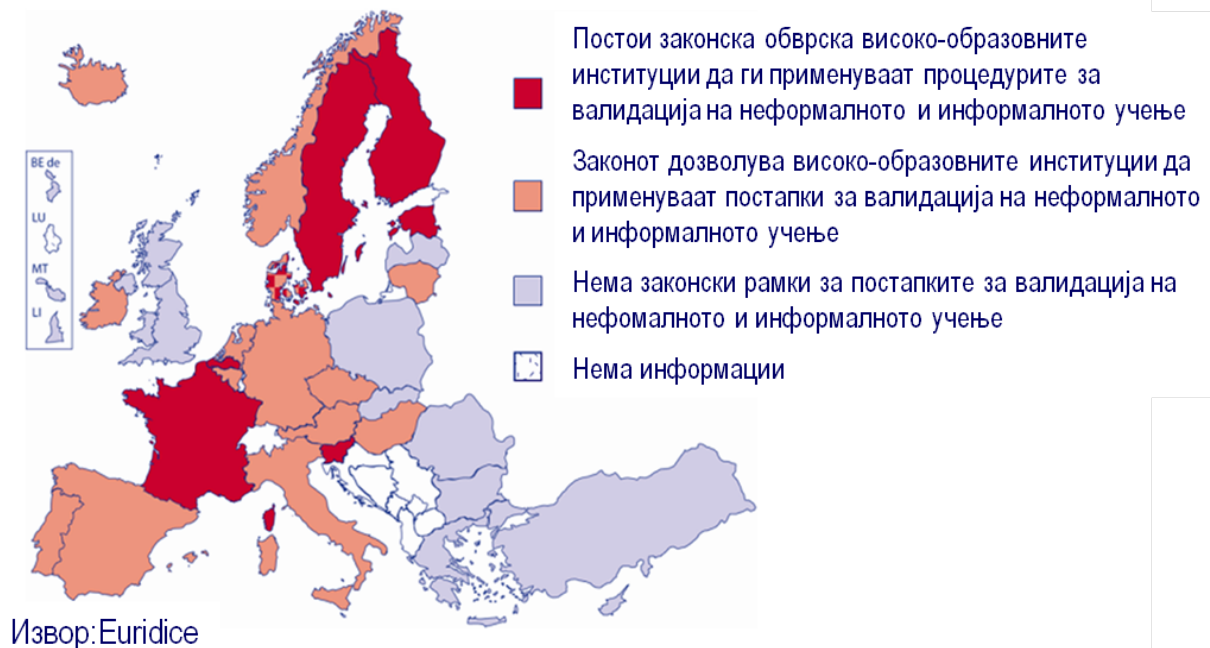 Постои законска обврска високо-образовните
институции да ги применуваат процедурите за
валидација на неформалното и информалното учење
Законот дозволува високо-образовните институции да
применуваат постапки за валидација на неформалното
и информалното учење
Нема законски рамки за постапките за валидација на
нефомалното и информалното учење
Нема информации
BE de
LU
MT
LI
Извор:Euridice